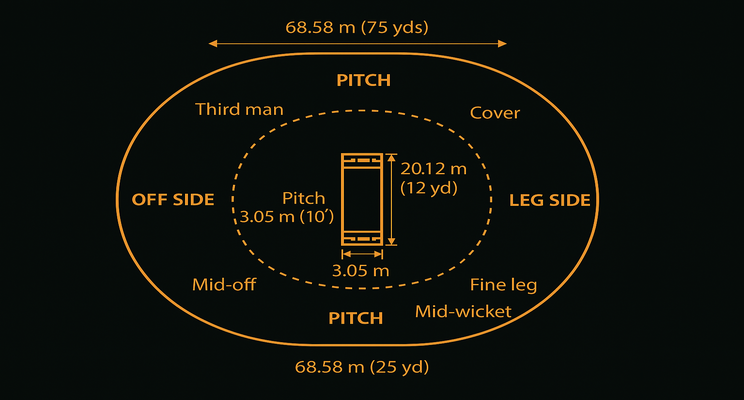 68.58 m (75 yds)
PITCH
Third man
Cover
20.12 m
(12 yd)
OFF SIDE
Pitch
3.05 m (10′)
LEG SIDE
3.05 m
Mid-off
Fine leg
Mid-wicket
PITCH
68.58 m (25 yd)